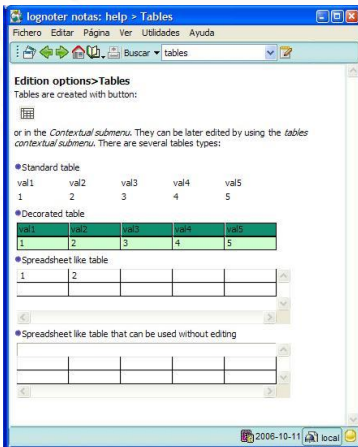 lognoter notas: help > Tables
Fichero Editar Página Ver Utilidades Ayuda
Buscar tables
Edition options>Tables
Tables are created with button:
or in the Contextual submenu. They can be later edited by using the tables
contextual submenu. There are several tables types:
Standard table
val1 val2 val3 val4 val5
1 2 3 4 5
Decorated table
val1 val2 val3 val4 val5
1 2 3 4 5
Spreadsheet like table
1 2
Spreadsheet like table that can be used without editing
2006-10-11 local